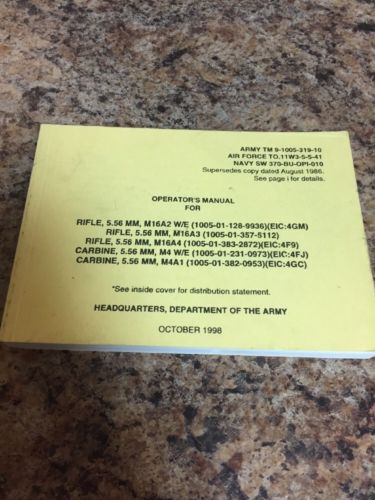 ARMY TM 9-1005-319-10
AIR FORCE TO.11W3-5-5-41
NAVY SW 370-BU-OPI-010
Supersedes copy dated August 1986.
See page i for details.
OPERATOR'S MANUAL
FOR
RIFLE, 5.56 MM, M16A2 W/E (1005-01-128-9936)(EIC:4GM)
RIFLE, 5.56 MM, M16A3 (1005-01-357-5112)
RIFLE, 5.56 MM, M16A4 (1005-01-383-2872)(EIC:4F9)
CARBINE, 5.56 MM, M4 W/E (1005-01-231-0973)(EIC:4FJ)
CARBINE, 5.56 MM, M4A1 (1005-01-382-0953)(EIC:4GC)
*See inside cover for distribution statement.
HEADQUARTERS, DEPARTMENT OF THE ARMY
OCTOBER 1998